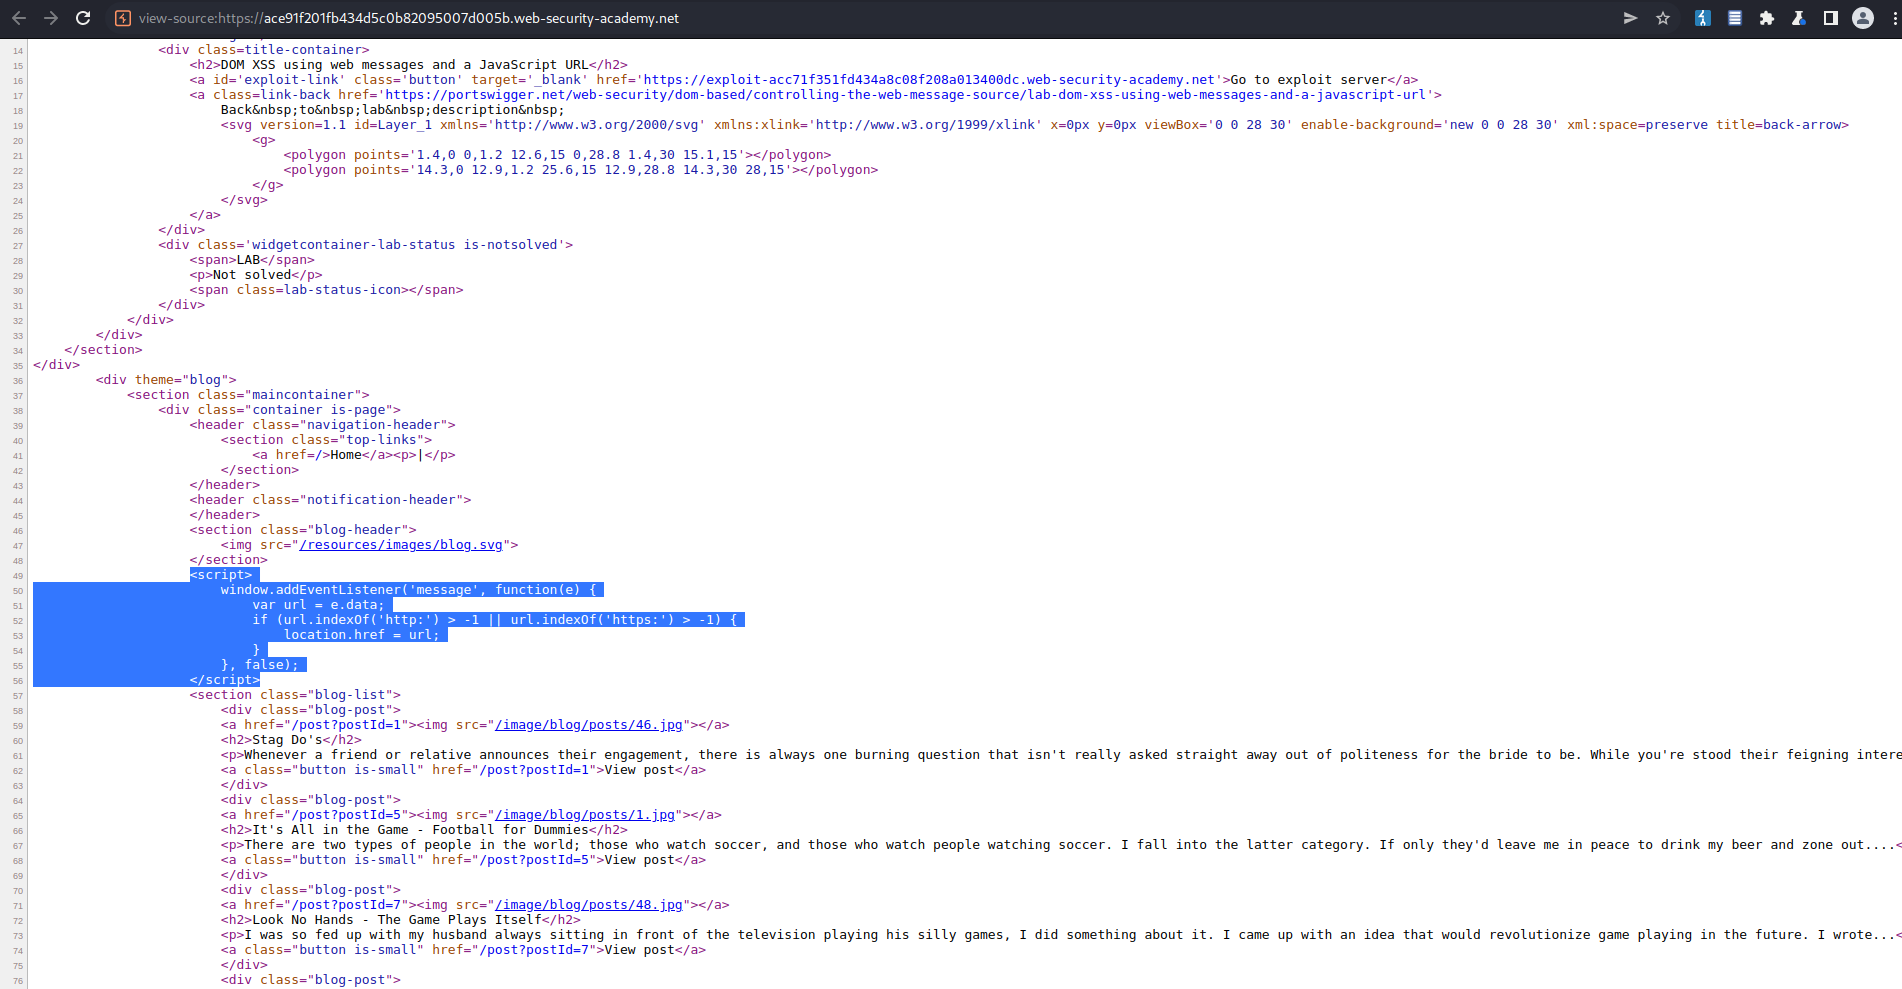 view-source:https://ace91f201fb434d5c0b82095007d005b.web-security-academy.net
14 <div class=title-container>
15 <h2>DOM XSS using web messages and a JavaScript URL</h2>
16 <a id='exploit-link' class='button' target='_blank' href='https://exploit-acc71f351fd434a8c08f208a013400dc.web-security-academy.net'>Go to exploit server</a>
17 <a class=link-back href='https://portswigger.net/web-security/dom-based/controlling-the-web-message-source/lab-dom-xss-using-web-messages-and-a-javascript-url'>
18 Back&nbsp;to&nbsp;lab&nbsp;description&nbsp;
19 <svg version=1.1 id=Layer_1 xmlns='http://www.w3.org/2000/svg' xmlns:xlink='http://www.w3.org/1999/xlink' x=0px y=0px viewBox='0 0 28 30' enable-background='new 0 0 28 30' xml:space=preserve title=back-arrow>
20 <g>
21 <polygon points='1.4,0 0,1.2 12.6,15 0,28.8 1.4,30 15.1,15'></polygon>
22 <polygon points='14.3,0 12.9,1.2 25.6,15 12.9,28.8 14.3,30 28,15'></polygon>
23 </g>
24 </svg>
25 </a>
26 </div>
27 <div class='widgetcontainer-lab-status is-notsolved'>
28 <span>LAB</span>
29 <p>Not solved</p>
30 <span class=lab-status-icon></span>
31 </div>
32 </div>
33 </div>
34 </section>
35 </div>
36 <div theme="blog">
37 <section class="maincontainer">
38 <div class="container is-page">
39 <header class="navigation-header">
40 <section class="top-links">
41 <a href=/>Home</a><p>|</p>
42 </section>
43 </header>
44 <header class="notification-header">
45 </header>
46 <section class="blog-header">
47 <img src="/resources/images/blog.svg">
48 </section>
49 <script>
50 window.addEventListener('message', function(e) {
51 var url = e.data;
52 if (url.indexOf('http:') > -1 || url.indexOf('https:') > -1) {
53 location.href = url;
54 }
55 }, false);
56 </script>
57 <section class="blog-list">
58 <div class="blog-post">
59 <a href="/post?postId=1"><img src="/image/blog/posts/46.jpg"></a>
60 <h2>Stag Do's</h2>
61 <p>Whenever a friend or relative announces their engagement, there is always one burning question that isn't really asked straight away out of politeness for the bride to be. While you're stood their feigning intere
62 <a class="button is-small" href="/post?postId=1">View post</a>
63 </div>
64 <div class="blog-post">
65 <a href="/post?postId=5"><img src="/image/blog/posts/1.jpg"></a>
66 <h2>It's All in the Game - Football for Dummies</h2>
67 <p>There are two types of people in the world; those who watch soccer, and those who watch people watching soccer. I fall into the latter category. If only they'd leave me in peace to drink my beer and zone out....<
68 <a class="button is-small" href="/post?postId=5">View post</a>
69 </div>
70 <div class="blog-post">
71 <a href="/post?postId=7"><img src="/image/blog/posts/48.jpg"></a>
72 <h2>Look No Hands - The Game Plays Itself</h2>
73 <p>I was so fed up with my husband always sitting in front of the television playing his silly games, I did something about it. I came up with an idea that would revolutionize game playing in the future. I wrote...<
74 <a class="button is-small" href="/post?postId=7">View post</a>
75 </div>
76 <div class="blog-post">